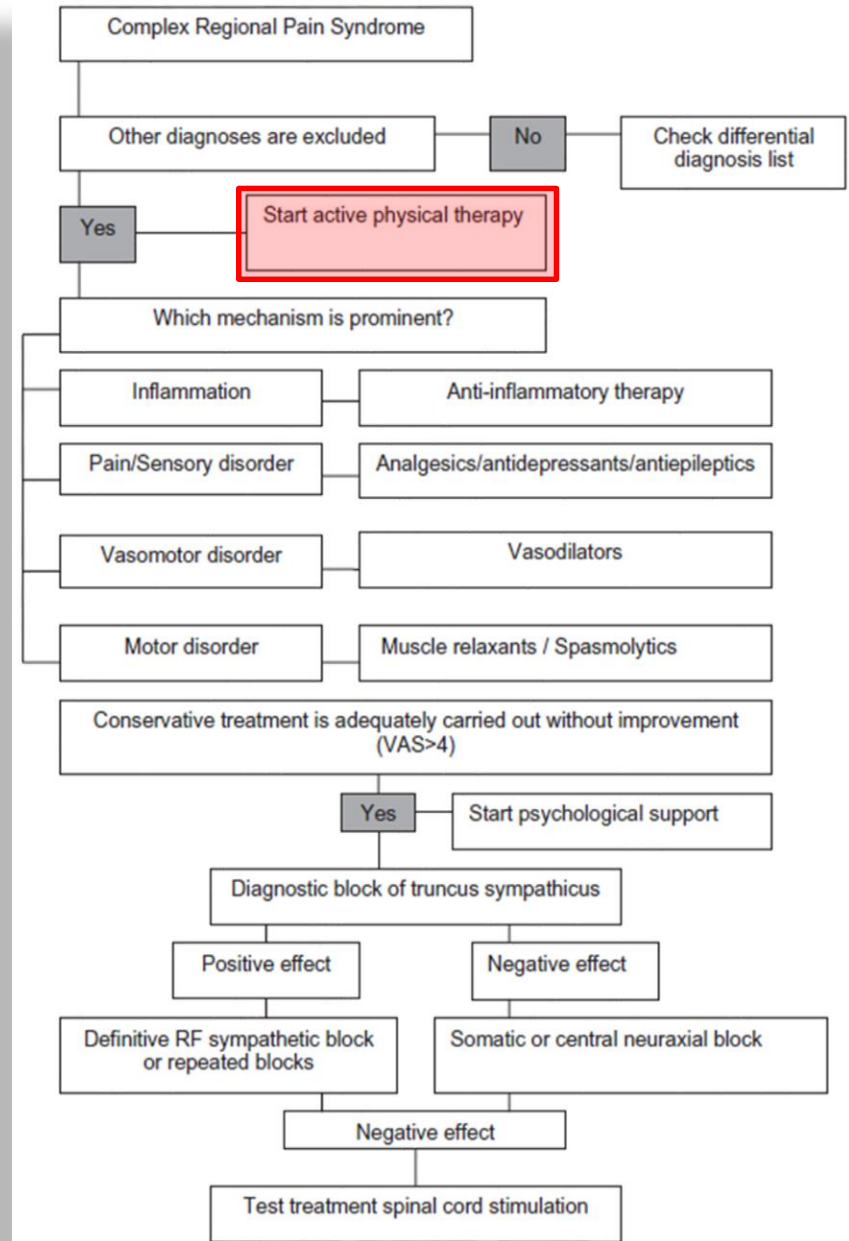 Complex Regional Pain Syndrome
Other diagnoses are excluded
No
Check differential
diagnosis list
Yes
Start active physical therapy
Which mechanism is prominent?
Inflammation
Anti-inflammatory therapy
Pain/Sensory disorder
Analgesics/antidepressants/antiepileptics
Vasomotor disorder
Vasodilators
Motor disorder
Muscle relaxants / Spasmolytics
Conservative treatment is adequately carried out without improvement
(VAS>4)
Yes
Start psychological support
Diagnostic block of truncus sympathicus
Positive effect
Negative effect
Definitive RF sympathetic block
or repeated blocks
Somatic or central neuraxial block
Negative effect
Test treatment spinal cord stimulation